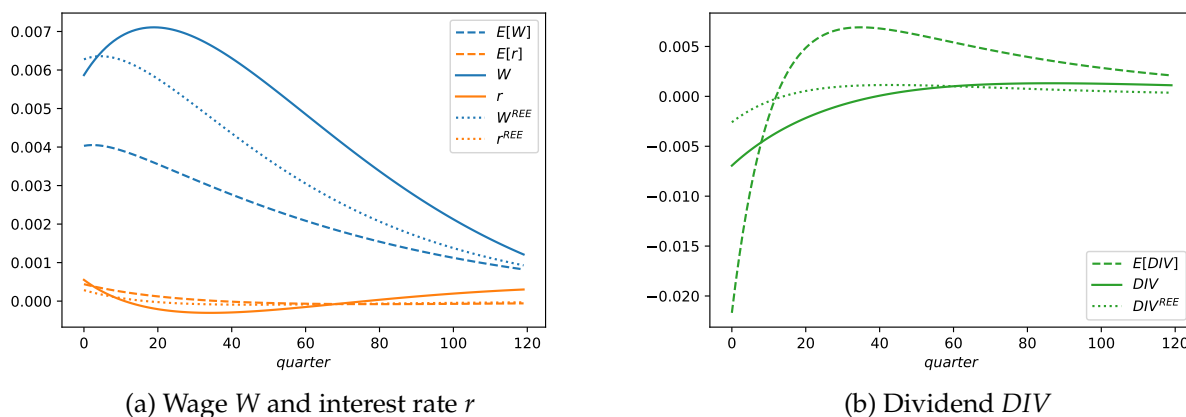 0.007
0.006
0.005
0.004
0.003
0.002
0.001
0.000
E[W]
E[r]
W
r
W^{REE}
r^{REE}
0 20 40 60 80 100 120
quarter
(a) Wage W and interest rate r
0.005
0.000
−0.005
−0.010
−0.015
−0.020
E[DIV]
DIV
DIV^{REE}
0 20 40 60 80 100 120
quarter
(b) Dividend DIV